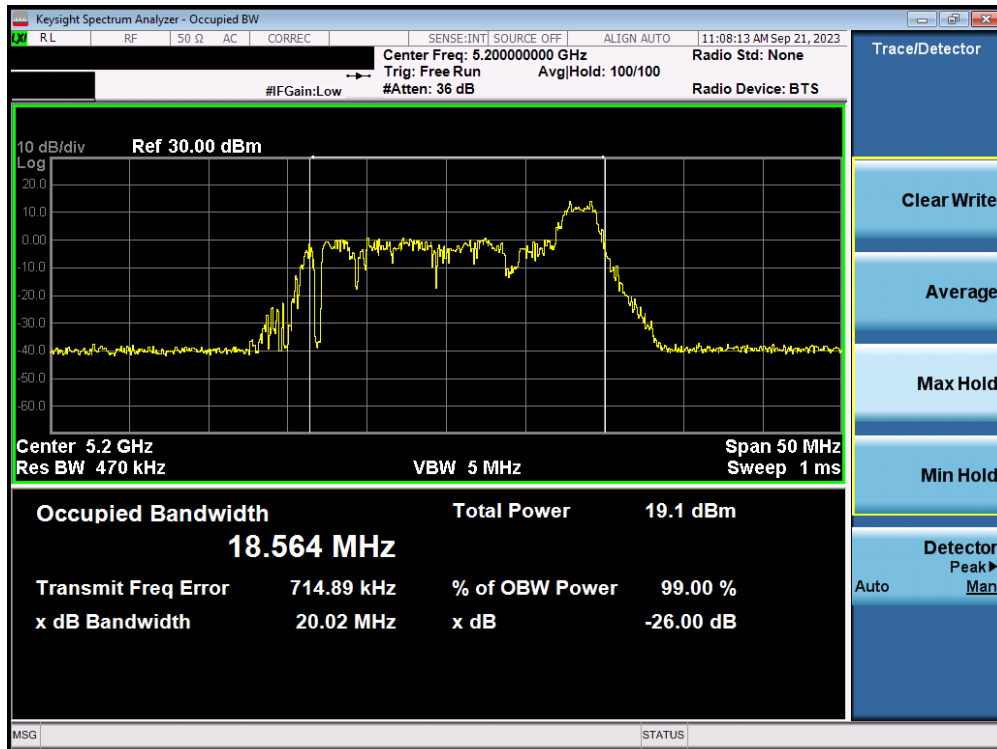 Keysight Spectrum Analyzer - Occupied BW
LXI RL RF 50 Ω AC CORREC SENSE:INT SOURCE OFF ALIGN AUTO 11:08:13 AM Sep 21, 2023
Center Freq: 5.200000000 GHz Radio Std: None
Trig: Free Run Avg|Hold: 100/100
#IFGain:Low #Atten: 36 dB Radio Device: BTS
10 dB/div Ref 30.00 dBm
Log
20.0
10.0
0.00
-10.0
-20.0
-30.0
-40.0
-50.0
-60.0
Center 5.2 GHz Span 50 MHz
Res BW 470 kHz VBW 5 MHz Sweep 1 ms
Occupied Bandwidth Total Power 19.1 dBm
18.564 MHz
Transmit Freq Error 714.89 kHz % of OBW Power 99.00 %
x dB Bandwidth 20.02 MHz x dB -26.00 dB
MSG STATUS
Trace/Detector
Clear Write
Average
Max Hold
Min Hold
Detector
Peak▶
Auto Man